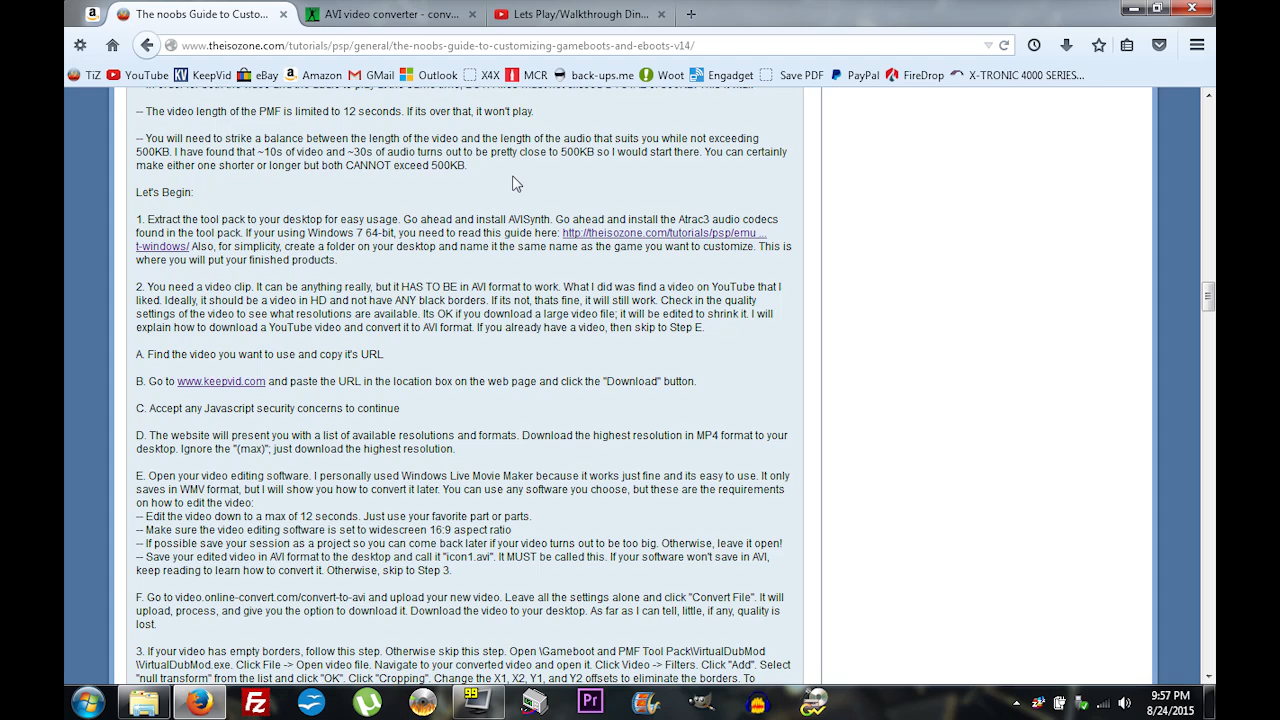 The noobs Guide to Custo...
AVI video converter - conv...
Lets Play/Walkthrough Din...
www.theisozone.com/tutorials/psp/general/the-noobs-guide-to-customizing-gameboots-and-eboots-v14/
TiZ YouTube KeepVid eBay Amazon GMail Outlook X4X MCR back-ups.me Woot Engadget Save PDF PayPal FireDrop X-TRONIC 4000 SERIES...
-- The video length of the PMF is limited to 12 seconds. If its over that, it won't play.
-- You will need to strike a balance between the length of the video and the length of the audio that suits you while not exceeding
500KB. I have found that ~10s of video and ~30s of audio turns out to be pretty close to 500KB so I would start there. You can certainly
make either one shorter or longer but both CANNOT exceed 500KB.
Let's Begin:
1. Extract the tool pack to your desktop for easy usage. Go ahead and install AVISynth. Go ahead and install the Atrac3 audio codecs
found in the tool pack. If your using Windows 7 64-bit, you need to read this guide here: http://theisozone.com/tutorials/psp/emu ...
t-windows/ Also, for simplicity, create a folder on your desktop and name it the same name as the game you want to customize. This is
where you will put your finished products.
2. You need a video clip. It can be anything really, but it HAS TO BE in AVI format to work. What I did was find a video on YouTube that I
liked. Ideally, it should be a video in HD and not have ANY black borders. If its not, thats fine, it will still work. Check in the quality
settings of the video to see what resolutions are available. Its OK if you download a large video file; it will be edited to shrink it. I will
explain how to download a YouTube video and convert it to AVI format. If you already have a video, then skip to Step E.
A. Find the video you want to use and copy it's URL
B. Go to www.keepvid.com and paste the URL in the location box on the web page and click the "Download" button.
C. Accept any Javascript security concerns to continue
D. The website will present you with a list of available resolutions and formats. Download the highest resolution in MP4 format to your
desktop. Ignore the "(max)"; just download the highest resolution.
E. Open your video editing software. I personally used Windows Live Movie Maker because it works just fine and its easy to use. It only
saves in WMV format, but I will show you how to convert it later. You can use any software you choose, but these are the requirements
on how to edit the video:
-- Edit the video down to a max of 12 seconds. Just use your favorite part or parts.
-- Make sure the video editing software is set to widescreen 16:9 aspect ratio
-- If possible save your session as a project so you can come back later if your video turns out to be too big. Otherwise, leave it open!
-- Save your edited video in AVI format to the desktop and call it "icon1.avi". It MUST be called this. If your software won't save in AVI,
keep reading to learn how to convert it. Otherwise, skip to Step 3.
F. Go to video.online-convert.com/convert-to-avi and upload your new video. Leave all the settings alone and click "Convert File". It will
upload, process, and give you the option to download it. Download the video to your desktop. As far as I can tell, little, if any, quality is
lost.
3. If your video has empty borders, follow this step. Otherwise skip this step. Open \Gameboot and PMF Tool Pack\VirtualDubMod
\VirtualDubMod.exe. Click File -> Open video file. Navigate to your converted video and open it. Click Video -> Filters. Click "Add". Select
"null transform" from the list and click "OK". Click "Cropping". Change the X1, X2, Y1, and Y2 offsets to eliminate the borders. To
99
Pr
9:57 PM
8/24/2015